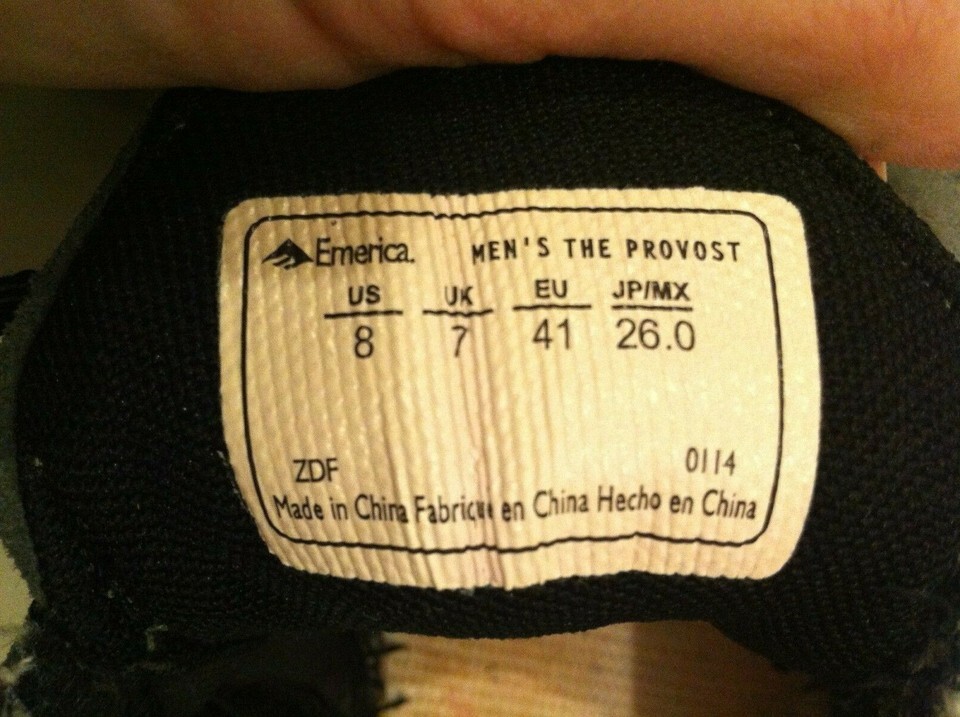 Emerica. MEN'S THE PROVOST
US UK EU JP/MX
8 7 41 26.0
ZDF 0114
Made in China Fabrique en China Hecho en China